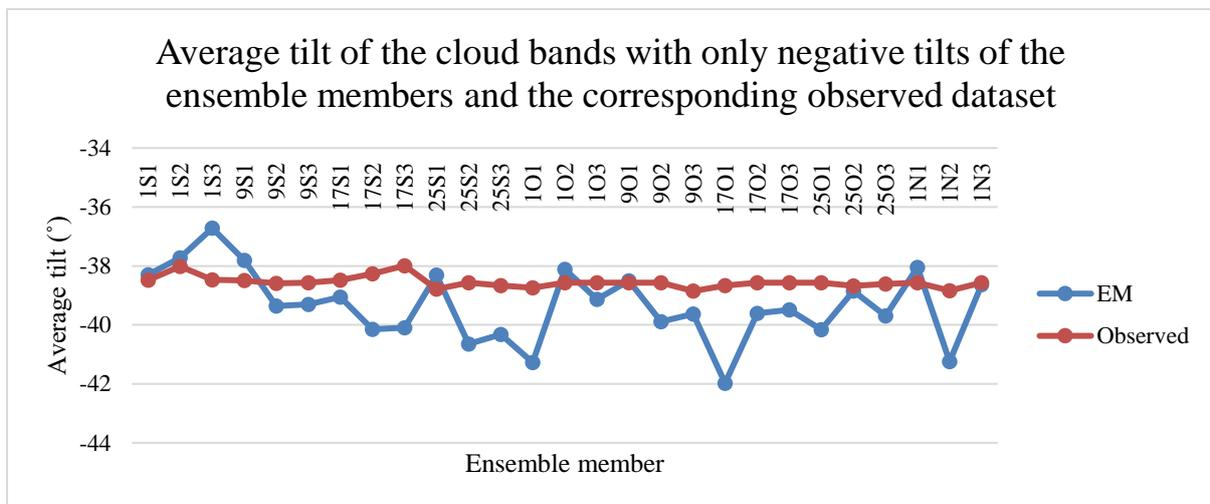 Average tilt of the cloud bands with only negative tilts of the
ensemble members and the corresponding observed dataset
-34
-36
-38
-40
-42
-44
Average tilt (˚)
1S1
1S2
1S3
9S1
9S2
9S3
17S1
17S2
17S3
25S1
25S2
25S3
1O1
1O2
1O3
9O1
9O2
9O3
17O1
17O2
17O3
25O1
25O2
25O3
1N1
1N2
1N3
Ensemble member
EM
Observed